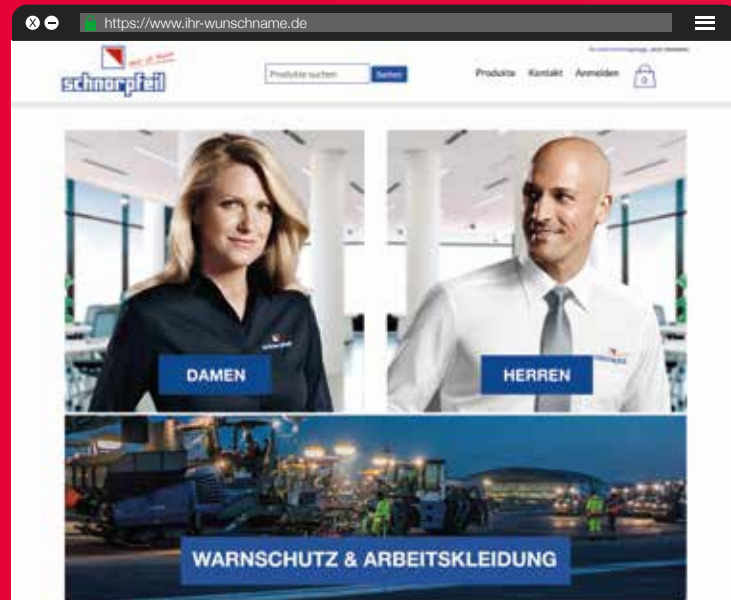 https://www.ihr-wunschname.de
schnorpfeil
Produkte suchen
Suchen
Produkte Kontakt Anmelden
0
DAMEN
HERREN
WARNSCHUTZ & ARBEITSKLEIDUNG